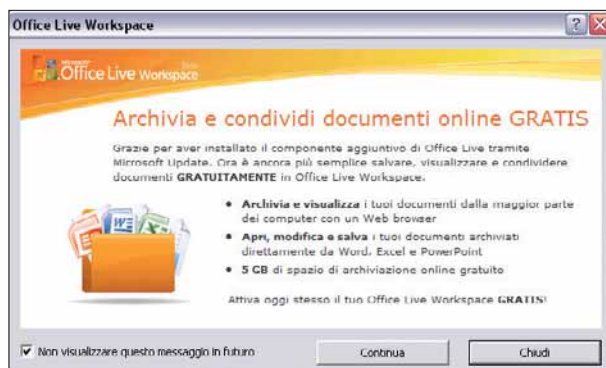 Office Live Workspace
Microsoft
Office Live Workspace Beta
Archivia e condividi documenti online GRATIS
Grazie per aver installato il componente aggiuntivo di Office Live tramite
Microsoft Update. Ora è ancora più semplice salvare, visualizzare e condividere
documenti GRATUITAMENTE in Office Live Workspace.
• Archivia e visualizza i tuoi documenti dalla maggior parte
dei computer con un Web browser
• Apri, modifica e salva i tuoi documenti archiviati
direttamente da Word, Excel e PowerPoint
• 5 GB di spazio di archiviazione online gratuito
Attiva oggi stesso il tuo Office Live Workspace GRATIS!
Non visualizzare questo messaggio in futuro
Continua
Chiudi